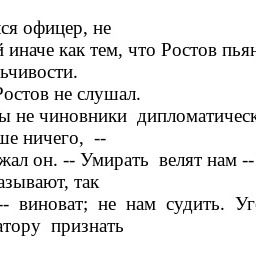 ся офицер, не
й иначе как тем, что Ростов пьян
ьчивости.
Ростов не слушал.
ы не чиновники дипломатическ
ше ничего, --
жал он. -- Умирать велят нам --
азывают, так
-- виноват; не нам судить. Уг
атору признать